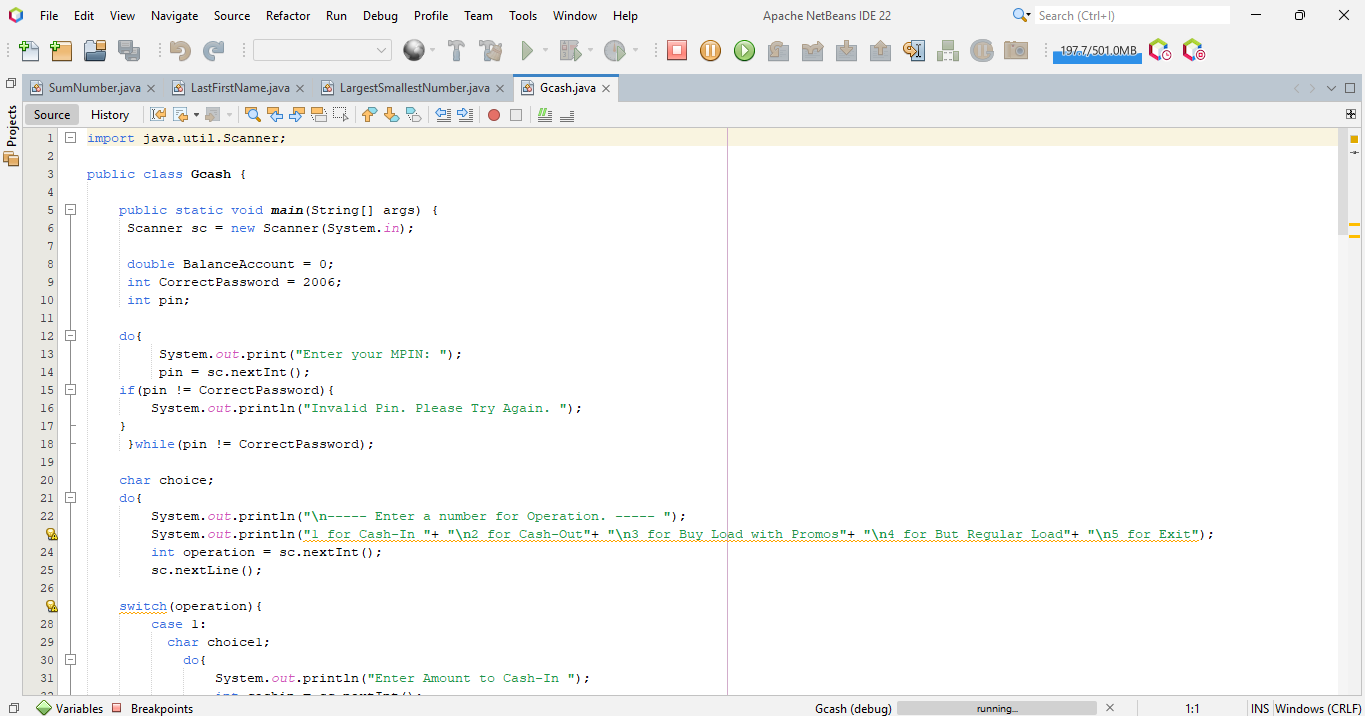 File Edit View Navigate Source Refactor Run Debug Profile Team Tools Window Help Apache NetBeans IDE 22 Search (Ctrl+I)
197.7/501.0MB
SumNumber.java LastFirstName.java LargestSmallestNumber.java Gcash.java
Projects
Source History
1 import java.util.Scanner;
2
3 public class Gcash {
4
5 public static void main(String[] args) {
6 Scanner sc = new Scanner(System.in);
7
8 double BalanceAccount = 0;
9 int CorrectPassword = 2006;
10 int pin;
11
12 do{
13 System.out.print("Enter your MPIN: ");
14 pin = sc.nextInt();
15 if(pin != CorrectPassword){
16 System.out.println("Invalid Pin. Please Try Again. ");
17 }
18 }while(pin != CorrectPassword);
19
20 char choice;
21 do{
22 System.out.println("\n----- Enter a number for Operation. ----- ");
System.out.println("1 for Cash-In "+ "\n2 for Cash-Out"+ "\n3 for Buy Load with Promos"+ "\n4 for But Regular Load"+ "\n5 for Exit");
24 int operation = sc.nextInt();
25 sc.nextLine();
26
switch(operation){
28 case 1:
29 char choice1;
30 do{
31 System.out.println("Enter Amount to Cash-In ");
Variables Breakpoints Gcash (debug) running... 1:1 INS Windows (CRLF)